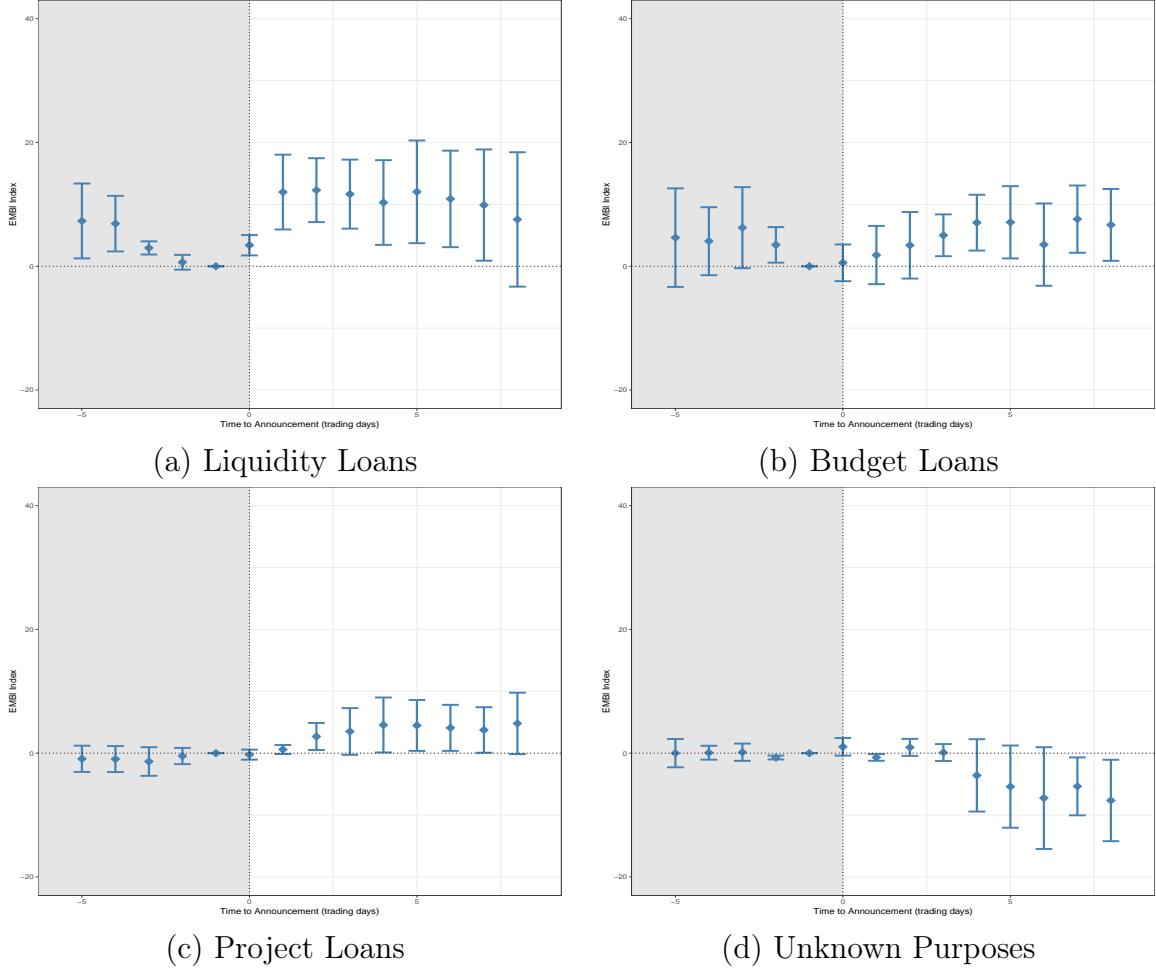 40
20
0
−20
EMBI Index
−5
0
5
Time to Announcement (trading days)
(a) Liquidity Loans
40
20
0
−20
EMBI Index
−5
0
5
Time to Announcement (trading days)
(b) Budget Loans
40
20
0
−20
EMBI Index
−5
0
5
Time to Announcement (trading days)
(c) Project Loans
40
20
0
−20
EMBI Index
−5
0
5
Time to Announcement (trading days)
(d) Unknown Purposes